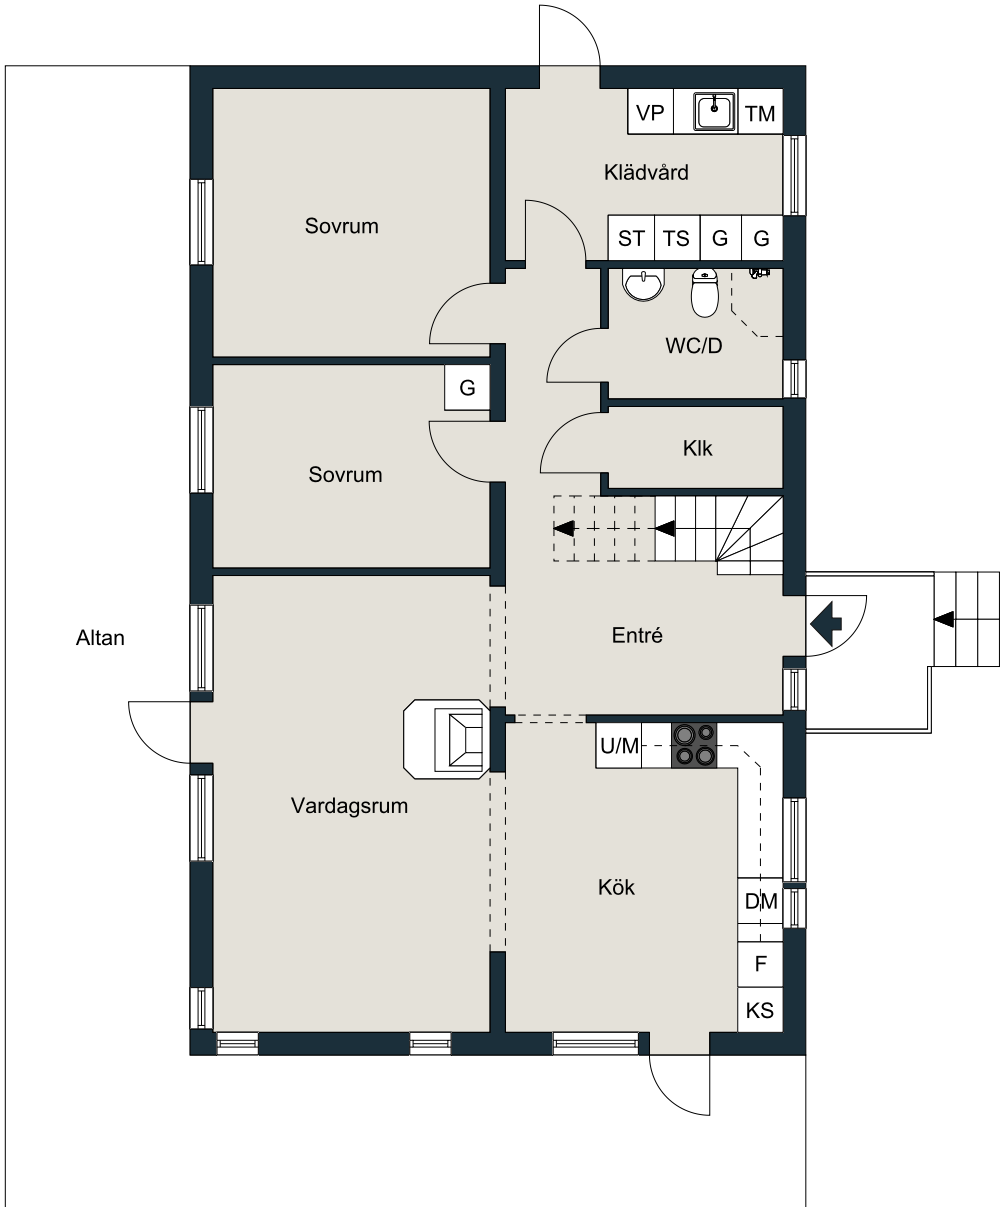 VP
TM
Klädvård
Sovrum
ST
TS
G
G
WC/D
G
Klk
Sovrum
Entré
Altan
U/M
Vardagsrum
Kök
DM
F
KS